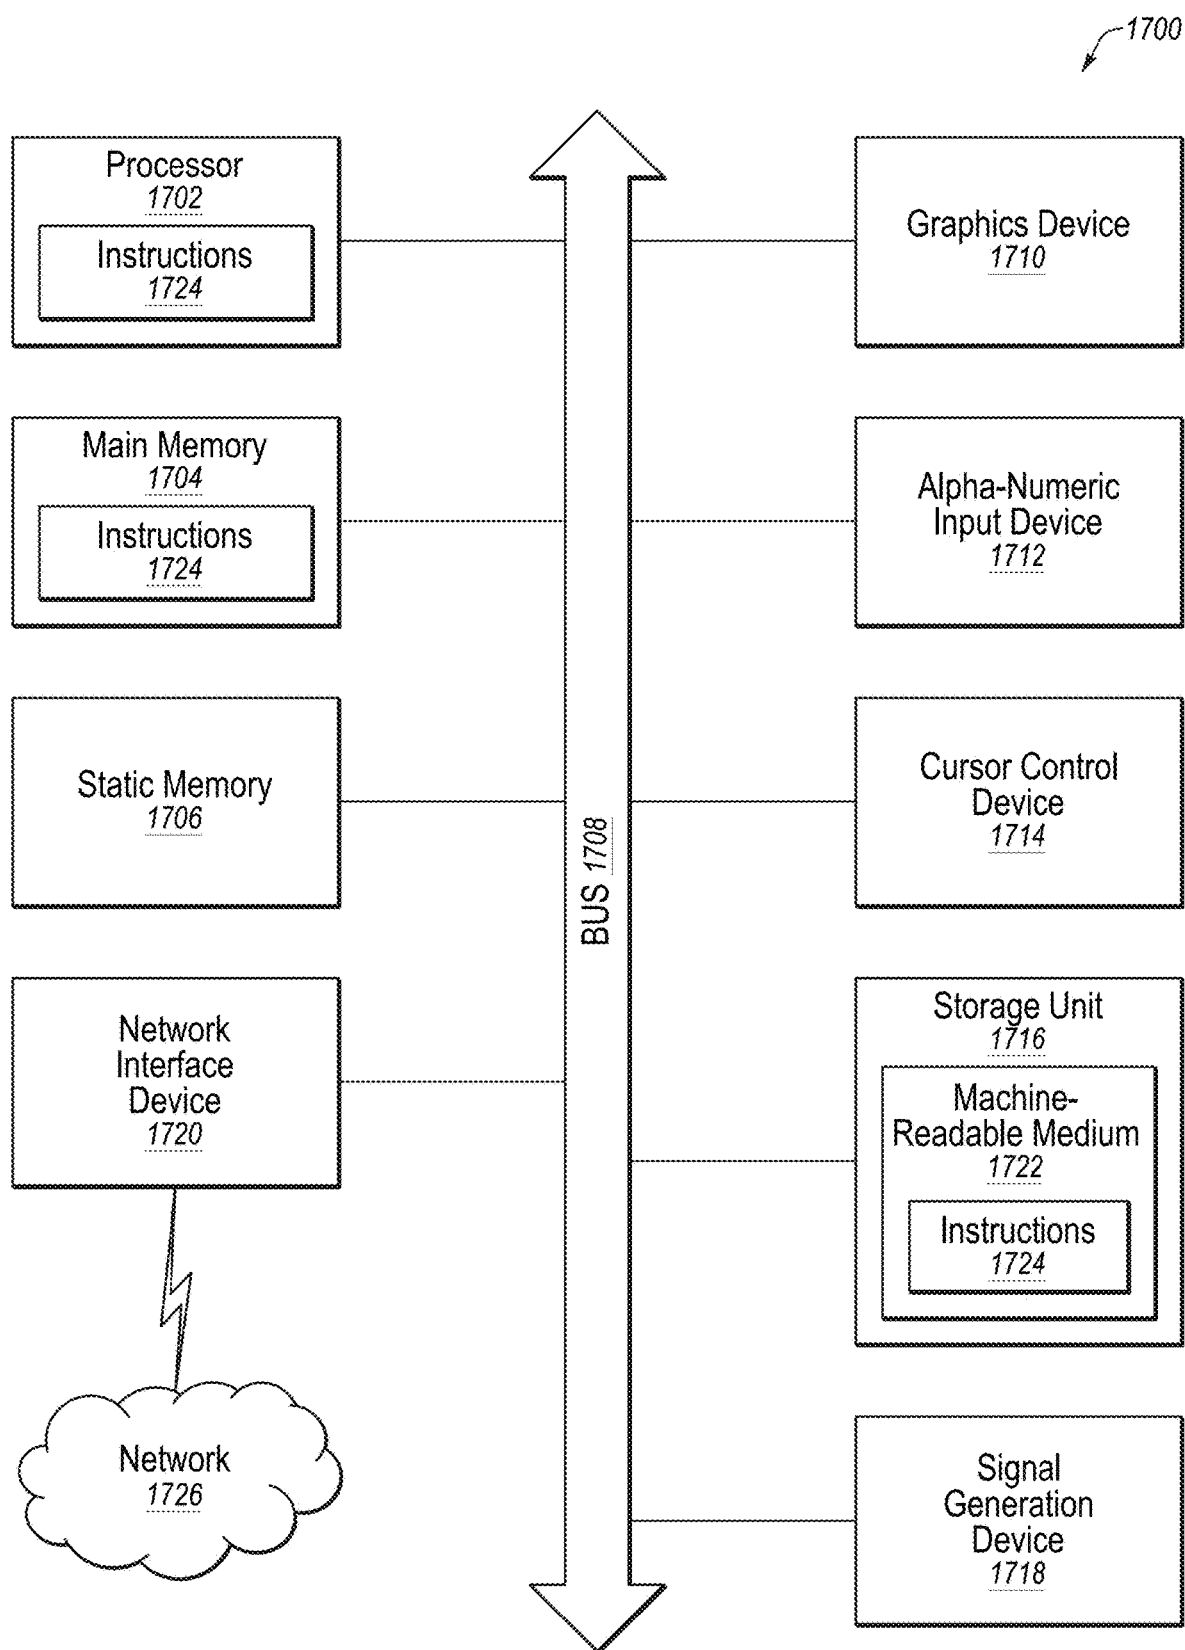 1700
Processor
1702
Instructions
1724
Main Memory
1704
Instructions
1724
Static Memory
1706
Network
Interface
Device
1720
Network
1726
BUS 1708
Graphics Device
1710
Alpha-Numeric
Input Device
1712
Cursor Control
Device
1714
Storage Unit
1716
Machine-
Readable Medium
1722
Instructions
1724
Signal
Generation
Device
1718